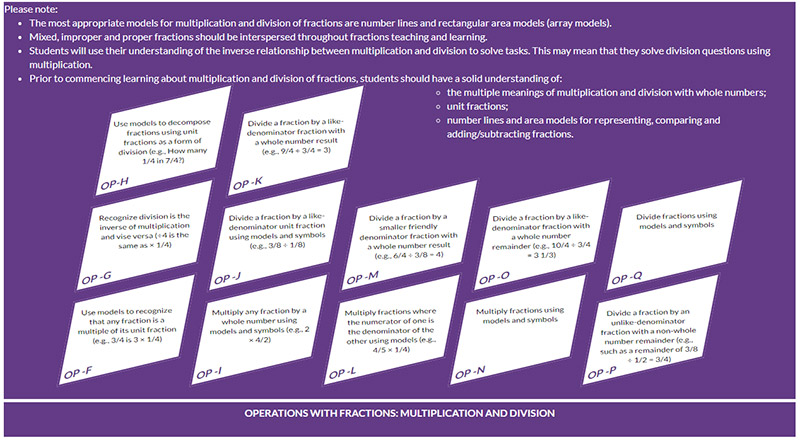 Please note:
• The most appropriate models for multiplication and division of fractions are number lines and rectangular area models (array models).
• Mixed, improper and proper fractions should be interspersed throughout fractions teaching and learning.
• Students will use their understanding of the inverse relationship between multiplication and division to solve tasks. This may mean that they solve division questions using
multiplication.
• Prior to commencing learning about multiplication and division of fractions, students should have a solid understanding of:
○ the multiple meanings of multiplication and division with whole numbers;
○ unit fractions;
○ number lines and area models for representing, comparing and
adding/subtracting fractions.
Use models to decompose
fractions using unit
fractions as a form of
division (e.g., How many
1/4 in 7/4?)
OP-H
Divide a fraction by a like-
denominator fraction with
a whole number result
(e.g., 9/4 ÷ 3/4 = 3)
OP -K
Recognize division is the
inverse of multiplication
and vise versa (÷4 is the
same as × 1/4)
OP -G
Divide a fraction by a like-
denominator unit fraction
using models and symbols
(e.g., 3/8 ÷ 1/8)
OP -J
Divide a fraction by a
smaller friendly
denominator fraction with
a whole number result
(e.g., 6/4 ÷ 3/8 = 4)
OP -M
Divide a fraction by a like-
denominator fraction with
a whole number
remainder (e.g., 10/4 ÷ 3/4
= 3 1/3)
OP -O
Divide fractions using
models and symbols
OP -Q
Use models to recognize
that any fraction is a
multiple of its unit fraction
(e.g., 3/4 is 3 × 1/4)
OP -F
Multiply any fraction by a
whole number using
models and symbols (e.g., 2
× 4/2)
OP -I
Multiply fractions where
the numerator of one is
the denominator of the
other using models (e.g.,
4/5 × 1/4)
OP -L
Multiply fractions using
models and symbols
OP -N
Divide a fraction by an
unlike-denominator
fraction with a non-whole
number remainder (e.g.,
such as a remainder of 3/8
÷ 1/2 = 3/4)
OP -P
OPERATIONS WITH FRACTIONS: MULTIPLICATION AND DIVISION